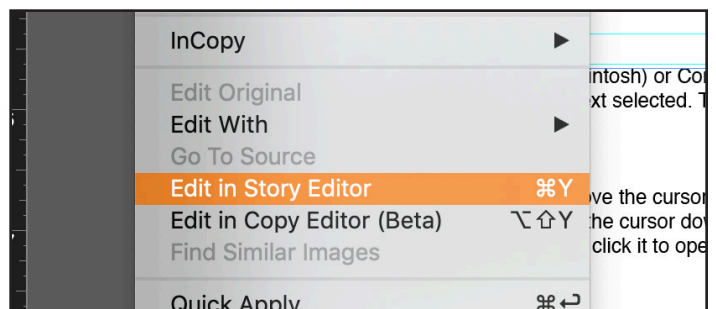 InCopy ▶
intosh) or Co
Edit Original
xt selected. T
Edit With ▶
Go To Source
Edit in Story Editor ⌘Y
ve the cursor
Edit in Copy Editor (Beta) ⌥⇧Y
the cursor do
Find Similar Images
click it to ope
Quick Apply ⌘↩